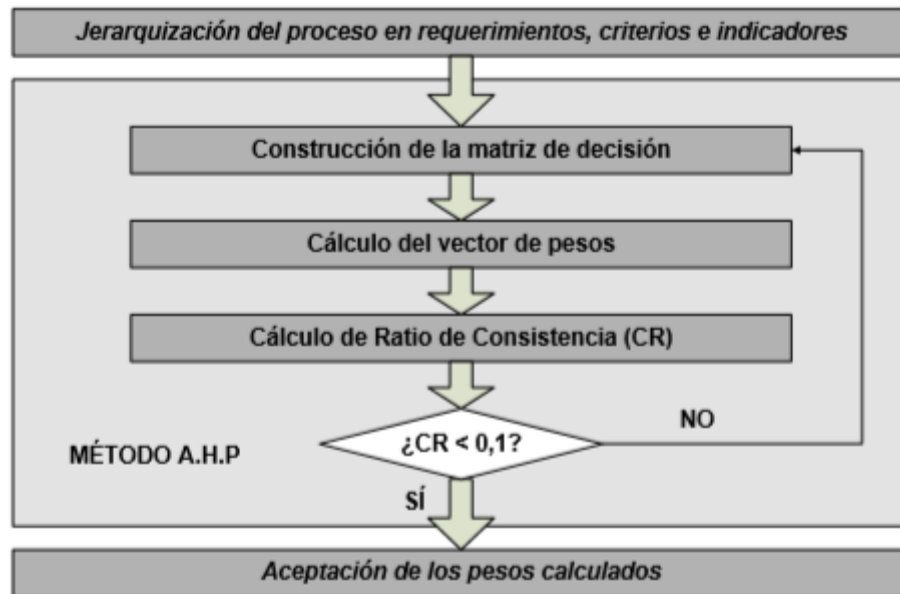 Jerarquización del proceso en requerimientos, criterios e indicadores
Construcción de la matriz de decisión
Cálculo del vector de pesos
Cálculo de Ratio de Consistencia (CR)
¿CR < 0,1?
NO
MÉTODO A.H.P
SÍ
Aceptación de los pesos calculados